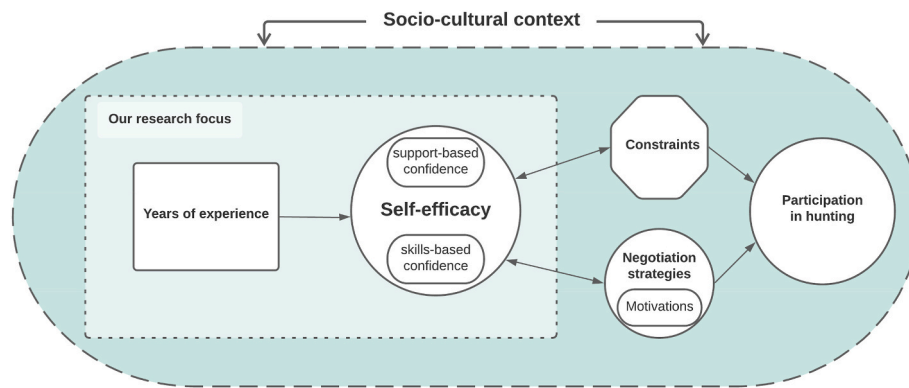 Socio-cultural context
Our research focus
Years of experience
support-based
confidence
Self-efficacy
skills-based
confidence
Constraints
Negotiation
strategies
Motivations
Participation
in hunting